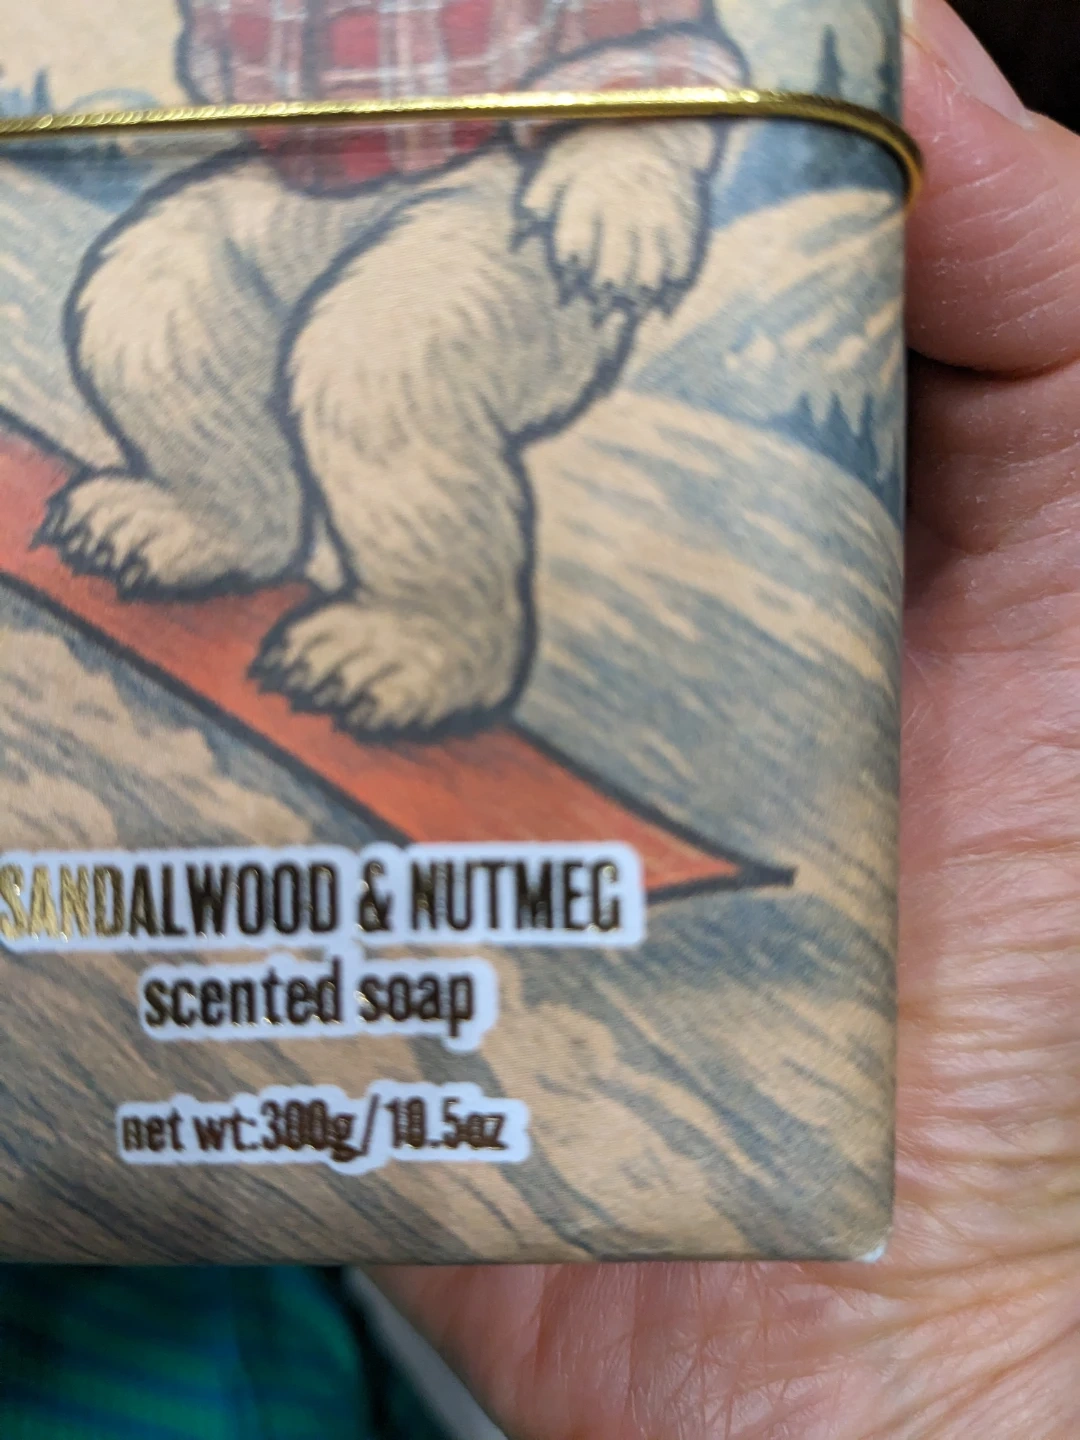 SANDALWOOD & NUTMEG
scented soap
net wt:300g/10.5oz